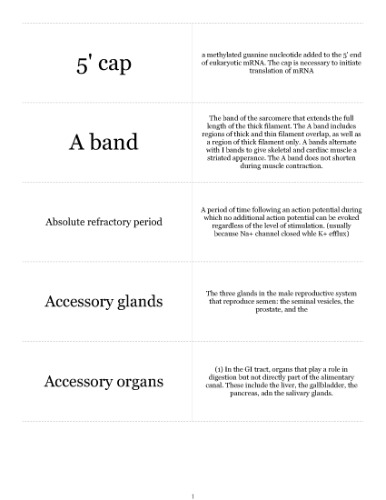 5' cap
a methylated guanine nucleotide added to the 5' end
of eukaryotic mRNA. The cap is necessary to initiate
translation of mRNA
A band
The band of the sarcomere that extends the full
length of the thick filament. The A band includes
regions of thick and thin filament overlap, as well as
a region of thick filament only. A bands alternate
with I bands to give skeletal and cardiac muscle a
striated apperance. The A band does not shorten
during muscle contraction.
Absolute refractory period
A period of time following an action potential during
which no additional action potential can be evoked
regardless of the level of stimulation. (usually
because Na+ channel closed whle K+ efflux)
Accessory glands
The three glands in the male reproductive system
that reproduce semen: the seminal vesicles, the
prostate, and the
Accessory organs
(1) In the GI tract, organs that play a role in
digestion but not directly part of the alimentary
canal. These include the liver, the gallbladder, the
pancreas, adn the salivary glands.
1